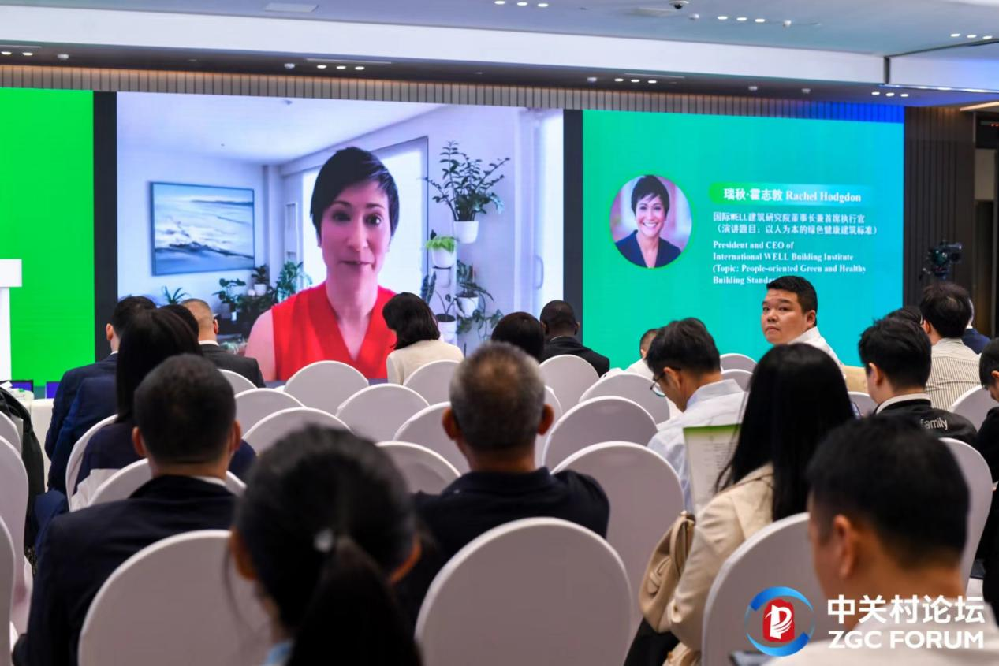 瑞秋·霍志敦 Rachel Hodgdon
国际WELL建筑研究院董事长兼首席执行官
（演讲题目：以人为本的绿色健康建筑标准）
President and CEO of
International WELL Building Institute
(Topic: People-oriented Green and Healthy
Building
family
中关村论坛
ZGC FORUM